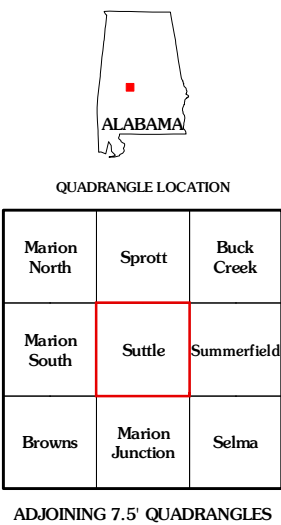 ALABAMA
QUADRANGLE LOCATION
Marion
North
Sprott
Buck
Creek
Marion
South
Suttle
Summerfield
Browns
Marion
Junction
Selma
ADJOINING 7.5' QUADRANGLES